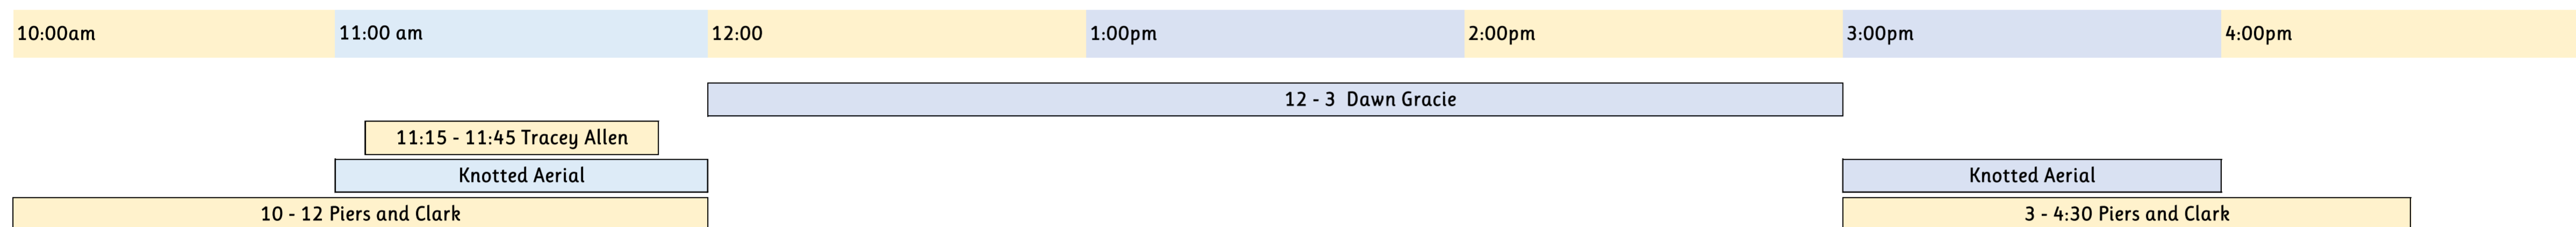 10:00am 11:00 am 12:00 1:00pm 2:00pm 3:00pm 4:00pm
12 - 3 Dawn Gracie
11:15 - 11:45 Tracey Allen
Knotted Aerial Knotted Aerial
10 - 12 Piers and Clark 3 - 4:30 Piers and Clark